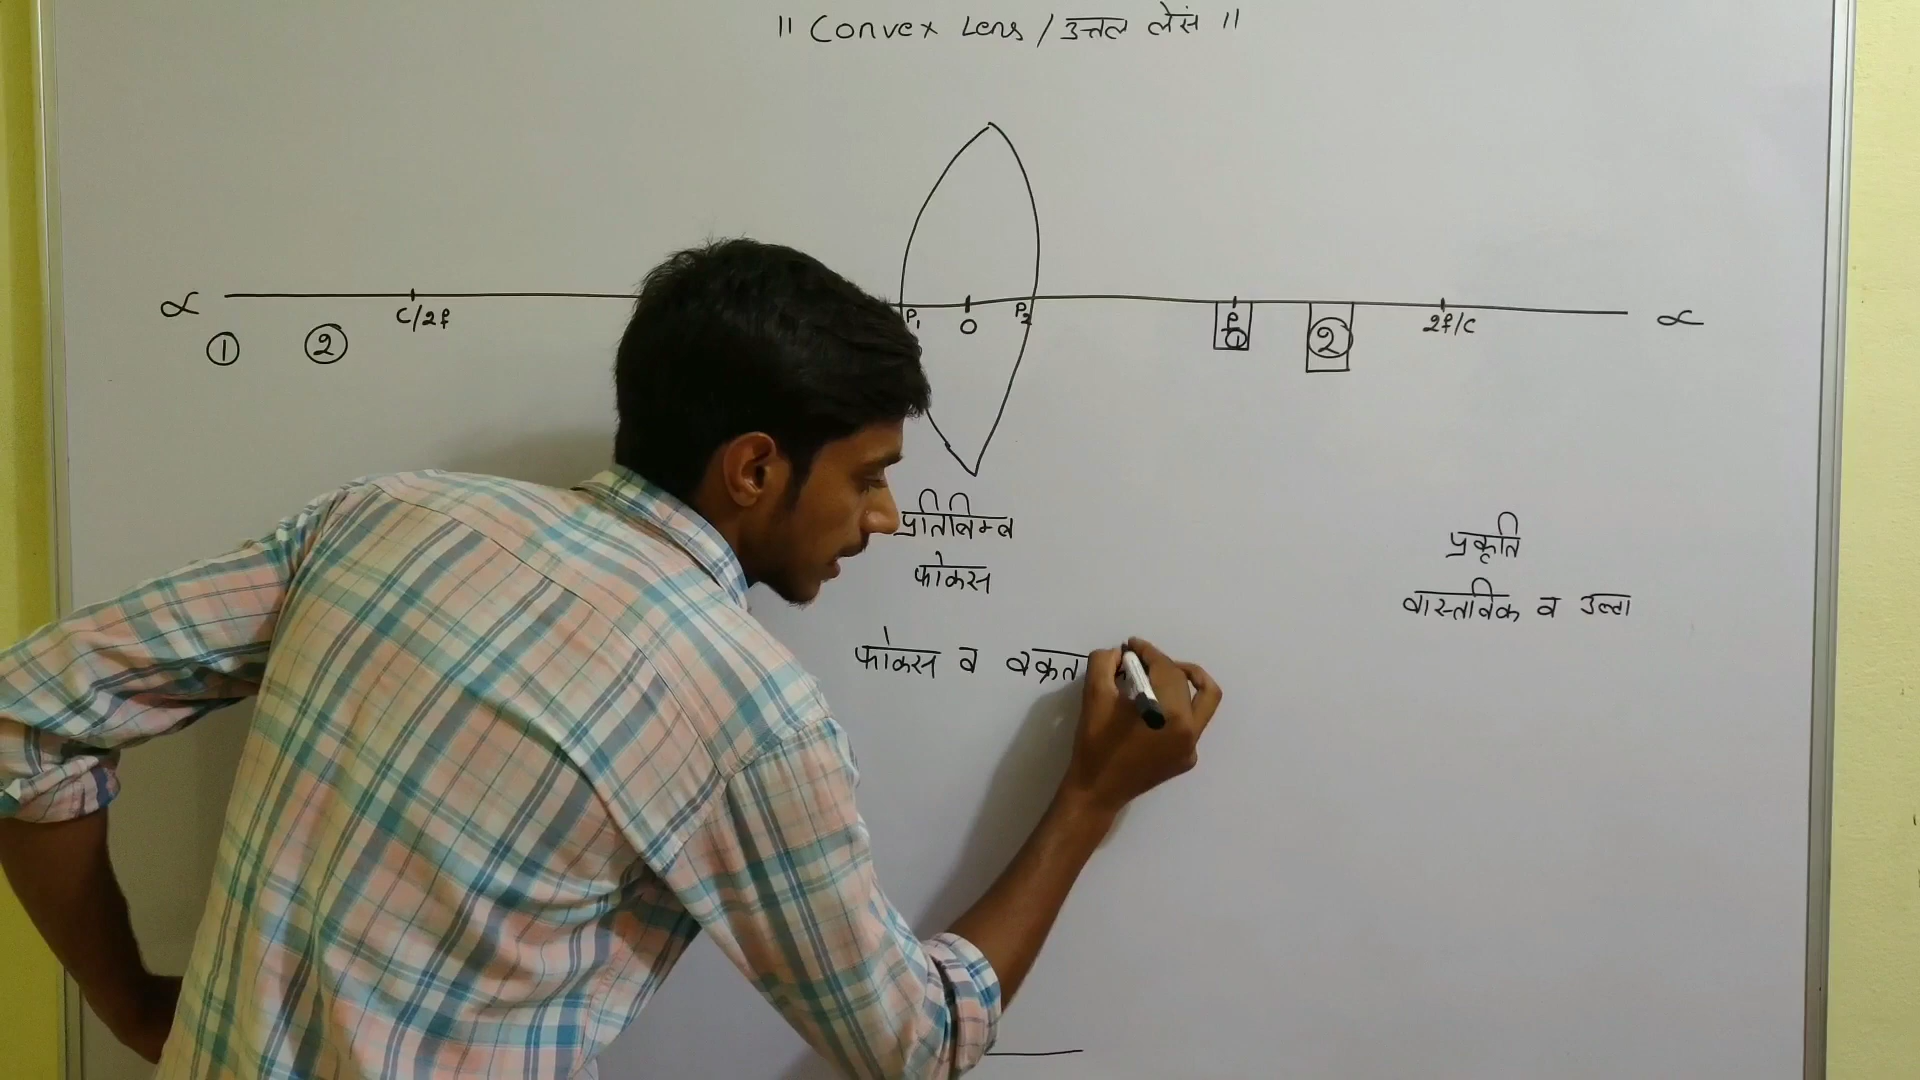 ॥ Convex Lens / उत्तल लेसं ॥
∝ ∝
C/2f P₁ O P₂ f 2f/C
① ② ① ②
प्रतिबिम्ब प्रकृति
फोकस वास्तविक व उल्टा
फोकस व वक्रत